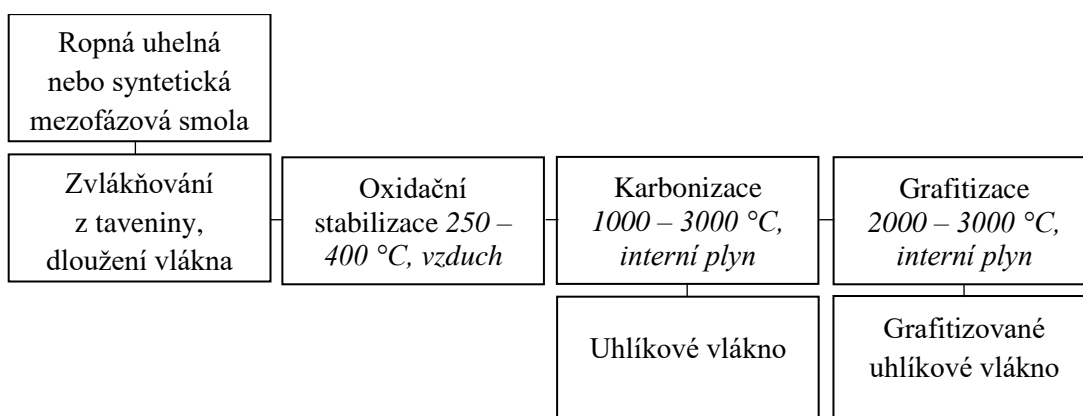 Ropná uhelná
nebo syntetická
mezofázová smola
Zvlákňování
z taveniny,
dloužení vlákna
Oxidační
stabilizace 250 –
400 °C, vzduch
Karbonizace
1000 – 3000 °C,
interní plyn
Grafitizace
2000 – 3000 °C,
interní plyn
Uhlíkové vlákno
Grafitizované
uhlíkové vlákno